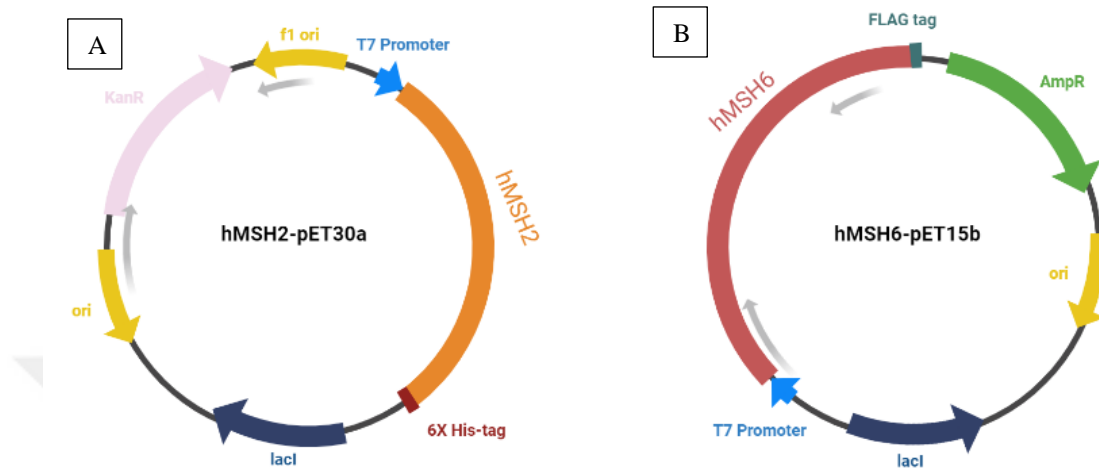 A
f1 ori
T7 Promoter
KanR
hMSH2
hMSH2-pET30a
ori
6X His-tag
lacI
B
FLAG tag
hMSH6
AmpR
hMSH6-pET15b
ori
T7 Promoter
lacI